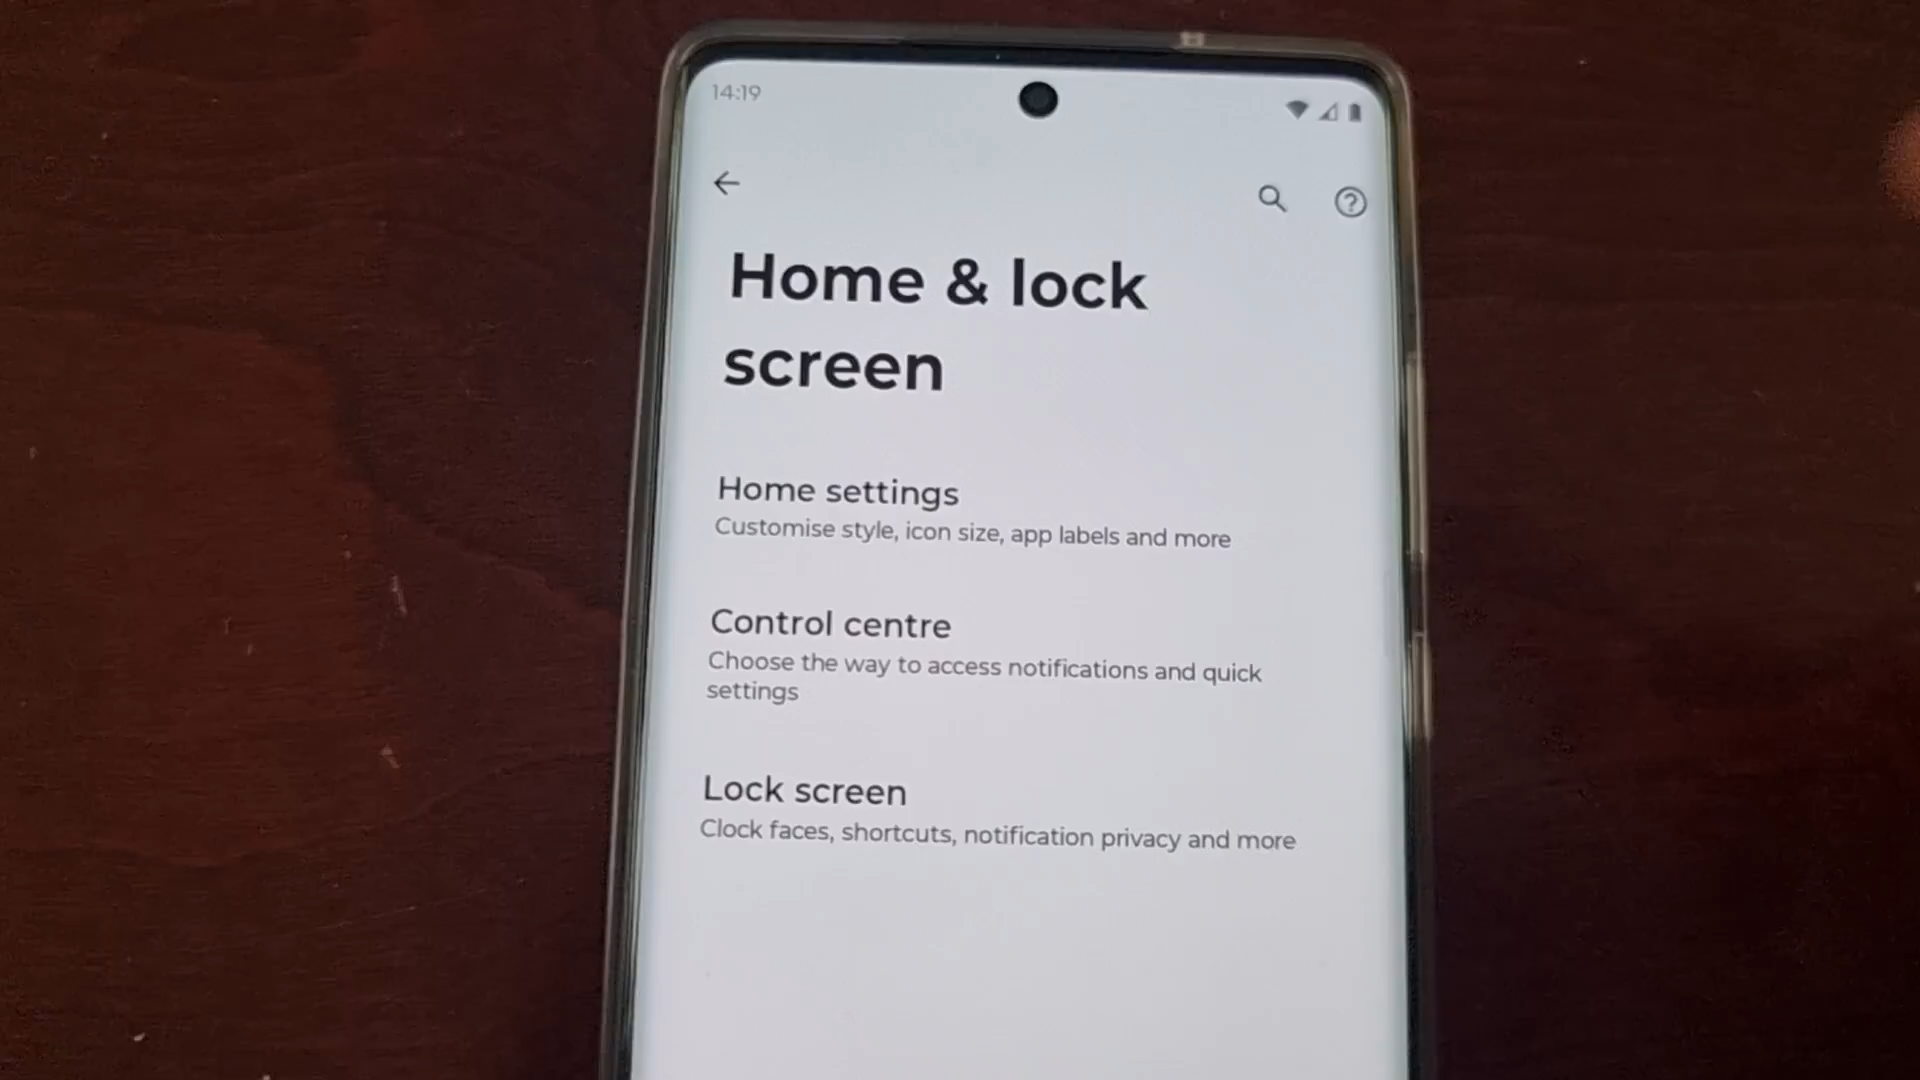 14:19
Home & lock
screen
Home settings
Customise style, icon size, app labels and more
Control centre
Choose the way to access notifications and quick
settings
Lock screen
Clock faces, shortcuts, notification privacy and more